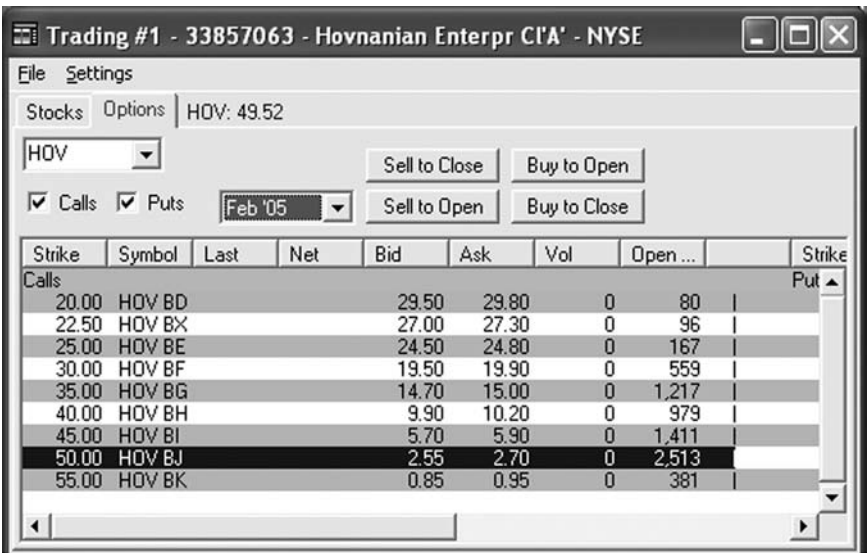 Trading #1 - 33857063 - Hovnanian Enterpr Cl'A' - NYSE
File Settings
Stocks Options HOV: 49.52
HOV Sell to Close Buy to Open
Calls Puts Feb '05 Sell to Open Buy to Close
Strike Symbol Last Net Bid Ask Vol Open ... Strike
Calls Put
20.00 HOV BD 29.50 29.80 0 80 |
22.50 HOV BX 27.00 27.30 0 96 |
25.00 HOV BE 24.50 24.80 0 167 |
30.00 HOV BF 19.50 19.90 0 559 |
35.00 HOV BG 14.70 15.00 0 1,217 |
40.00 HOV BH 9.90 10.20 0 979 |
45.00 HOV BI 5.70 5.90 0 1,411 |
50.00 HOV BJ 2.55 2.70 0 2,513
55.00 HOV BK 0.85 0.95 0 381 |